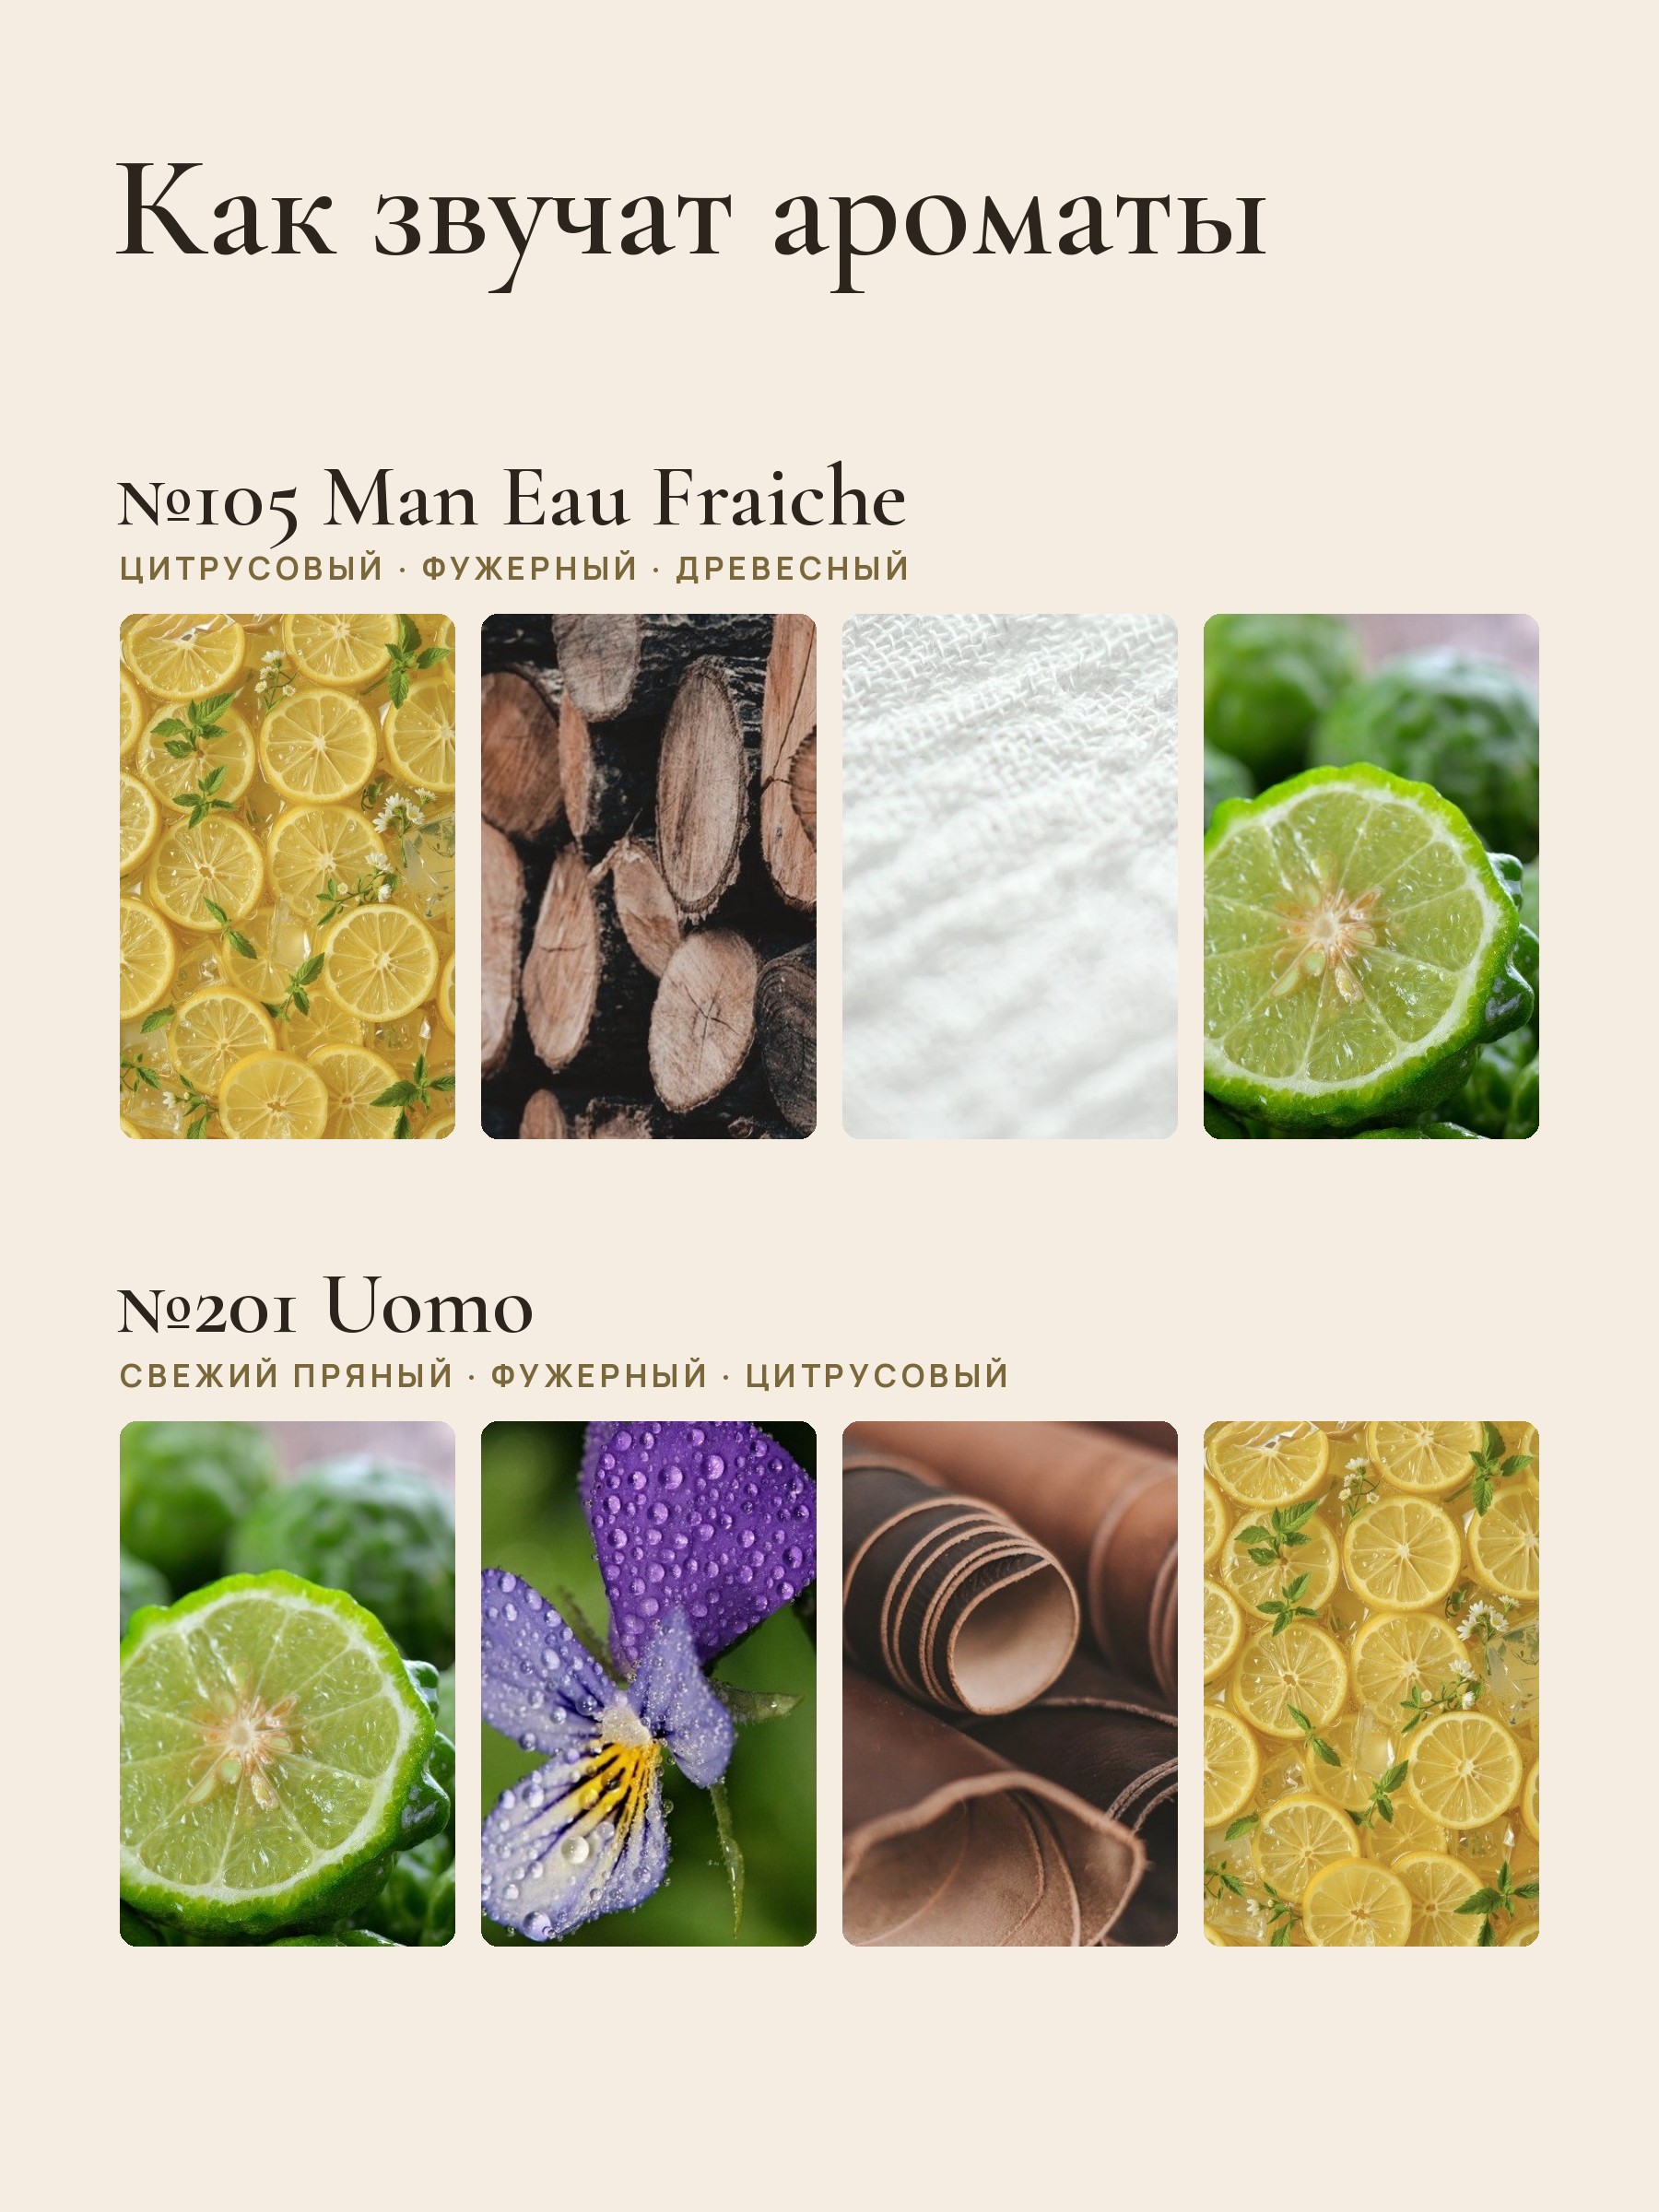 Как звучат ароматы
№105 Man Eau Fraiche
ЦИТРУСОВЫЙ · ФУЖЕРНЫЙ · ДРЕВЕСНЫЙ
№201 Uomo
СВЕЖИЙ ПРЯНЫЙ · ФУЖЕРНЫЙ · ЦИТРУСОВЫЙ